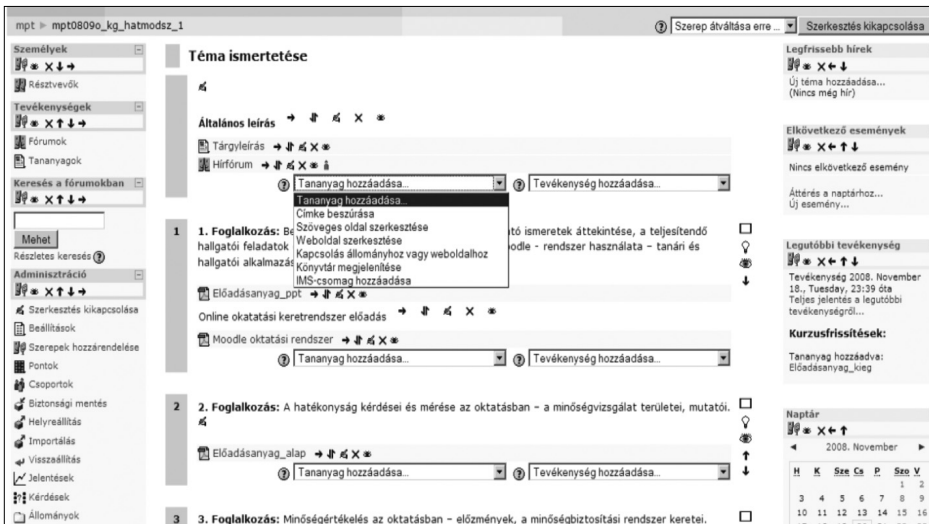 mpt ► mpt0809o_kg_hatmodsz_1
Szerep átváltása erre ...
Szerkesztés kikapcsolása
Személyek
Résztvevők
Tevékenységek
Fórumok
Tananyagok
Keresés a fórumokban
Mehet
Részletes keresés
Adminisztráció
Szerkesztés kikapcsolása
Beállítások
Szerepek hozzárendelése
Pontok
Csoportok
Biztonsági mentés
Helyreállítás
Importálás
Visszaállítás
Jelentések
Kérdések
Állományok
Téma ismertetése
Általános leírás
Tárgyleírás
Hírfórum
Tananyag hozzáadása... Tevékenység hozzáadása...
Tananyag hozzáadása...
Címke beszúrása
Szöveges oldal szerkesztése
Weboldal szerkesztése
Kapcsolás állományhoz vagy weboldalhoz
Könyvtár megjelenítése
IMS-csomag hozzáadása
1 1. Foglalkozás: Be tó ismeretek áttekintése, a teljesítendő
hallgatói feladatok oodle - rendszer használata – tanári és
hallgatói alkalmazás
Előadásanyag_ppt
Online okatatási keretrendszer előadás
Moodle oktatási rendszer
Tananyag hozzáadása... Tevékenység hozzáadása...
2 2. Foglalkozás: A hatékonyság kérdései és mérése az oktatásban – a minőségvizsgálat területei, mutatói.
Előadásanyag_alap
Tananyag hozzáadása... Tevékenység hozzáadása...
3 3. Foglalkozás: Minőségértékelés az oktatásban – előzmények, a minőségbiztosítási rendszer keretei.
Legfrissebb hírek
Új téma hozzáadása...
(Nincs még hír)
Elkövetkező események
Nincs elkövetkező esemény
Áttérés a naptárhoz...
Új esemény...
Legutóbbi tevékenység
Tevékenység 2008. November
18., Tuesday, 23:39 óta
Teljes jelentés a legutóbbi
tevékenységről...
Kurzusfrissítések:
Tananyag hozzáadva:
Előadásanyag_kieg
Naptár
2008. November
H K Sze Cs P Szo V
1 2
3 4 5 6 7 8 9
10 11 12 13 14 15 16